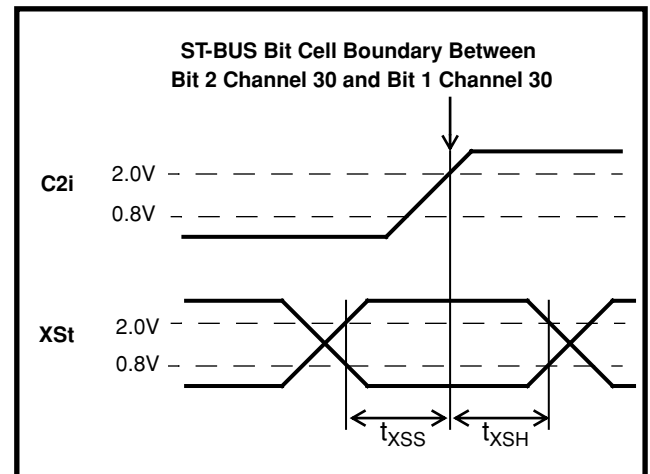 ST-BUS Bit Cell Boundary Between
Bit 2 Channel 30 and Bit 1 Channel 30
C2i
2.0V
0.8V
XSt
2.0V
0.8V
tXSS
tXSH